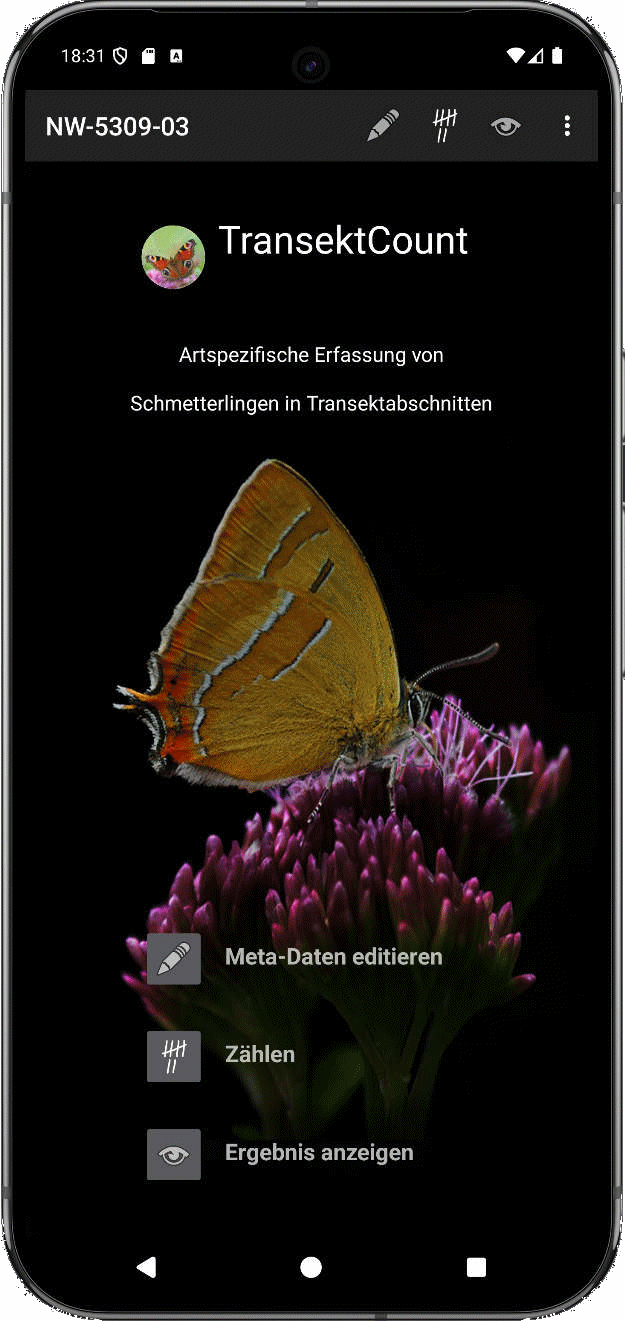 18:31
NW-5309-03
TransektCount
Artspezifische Erfassung von
Schmetterlingen in Transektabschnitten
Meta-Daten editieren
Zählen
Ergebnis anzeigen